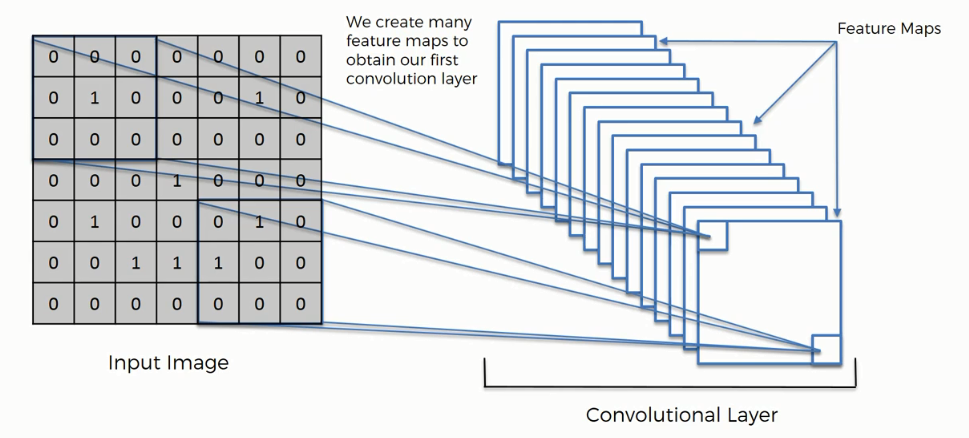 We create many
feature maps to
obtain our first
convolution layer
Feature Maps
0 0 0 0 0 0 0
0 1 0 0 0 1 0
0 0 0 0 0 0 0
0 0 0 1 0 0 0
0 1 0 0 0 1 0
0 0 1 1 1 0 0
0 0 0 0 0 0 0
Input Image
Convolutional Layer